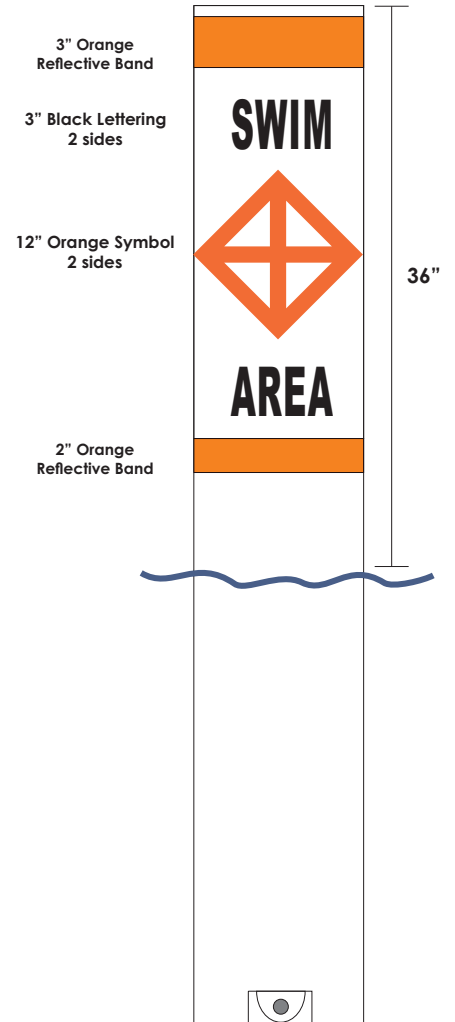 3” Orange
Reflective Band
3” Black Lettering
2 sides
SWIM
12” Orange Symbol
2 sides
36”
AREA
2” Orange
Reflective Band